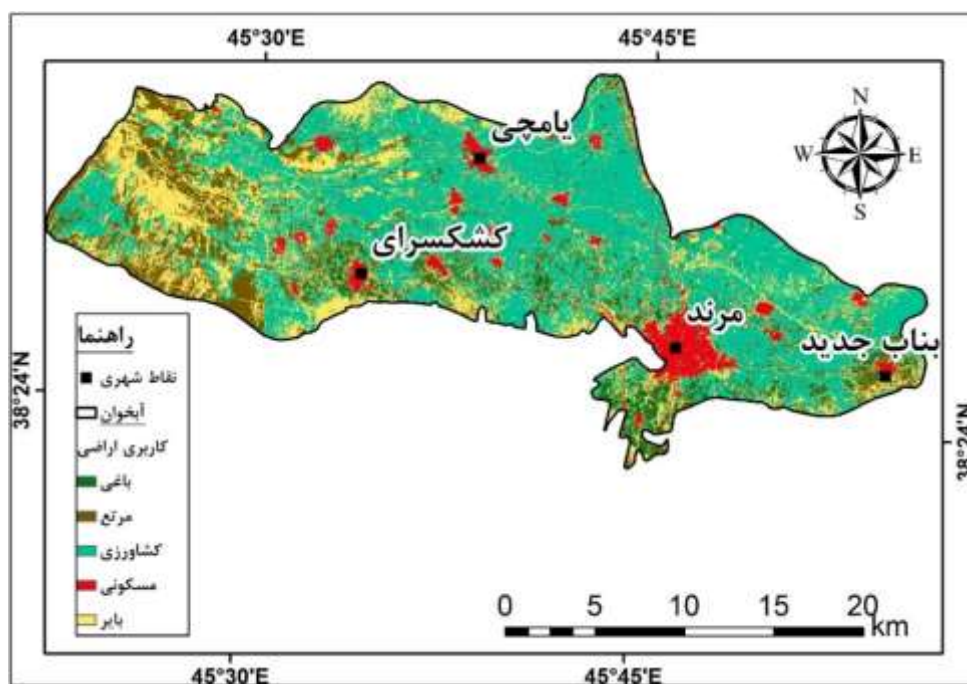 45°30'E 45°45'E
N
W E
S
یامچی
کشکسرای
مرند
بناب جدید
38°24'N
38°24'N
راهنما
نقاط شهری
آبخوان
کاربری اراضی
باغی
مرتع
کشاورزی
مسکونی
بایر
0 5 10 15 20
km
45°30'E 45°45'E